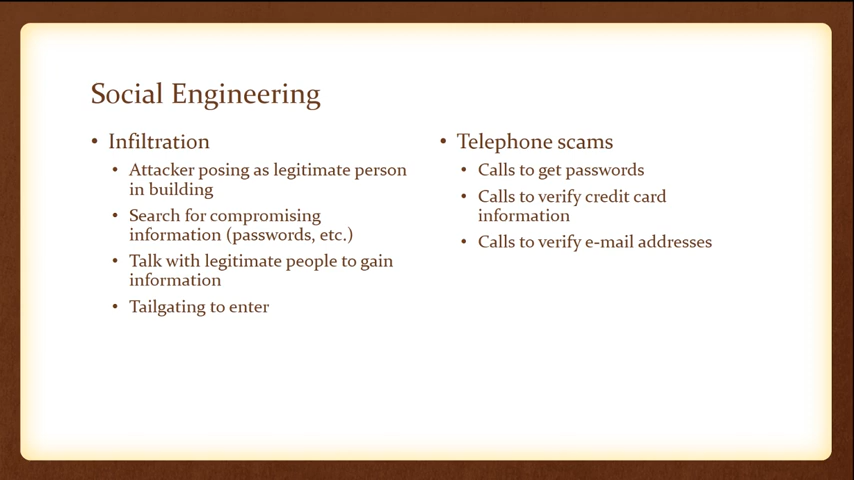 Social Engineering
• Infiltration
• Attacker posing as legitimate person
in building
• Search for compromising
information (passwords, etc.)
• Talk with legitimate people to gain
information
• Tailgating to enter
• Telephone scams
• Calls to get passwords
• Calls to verify credit card
information
• Calls to verify e-mail addresses